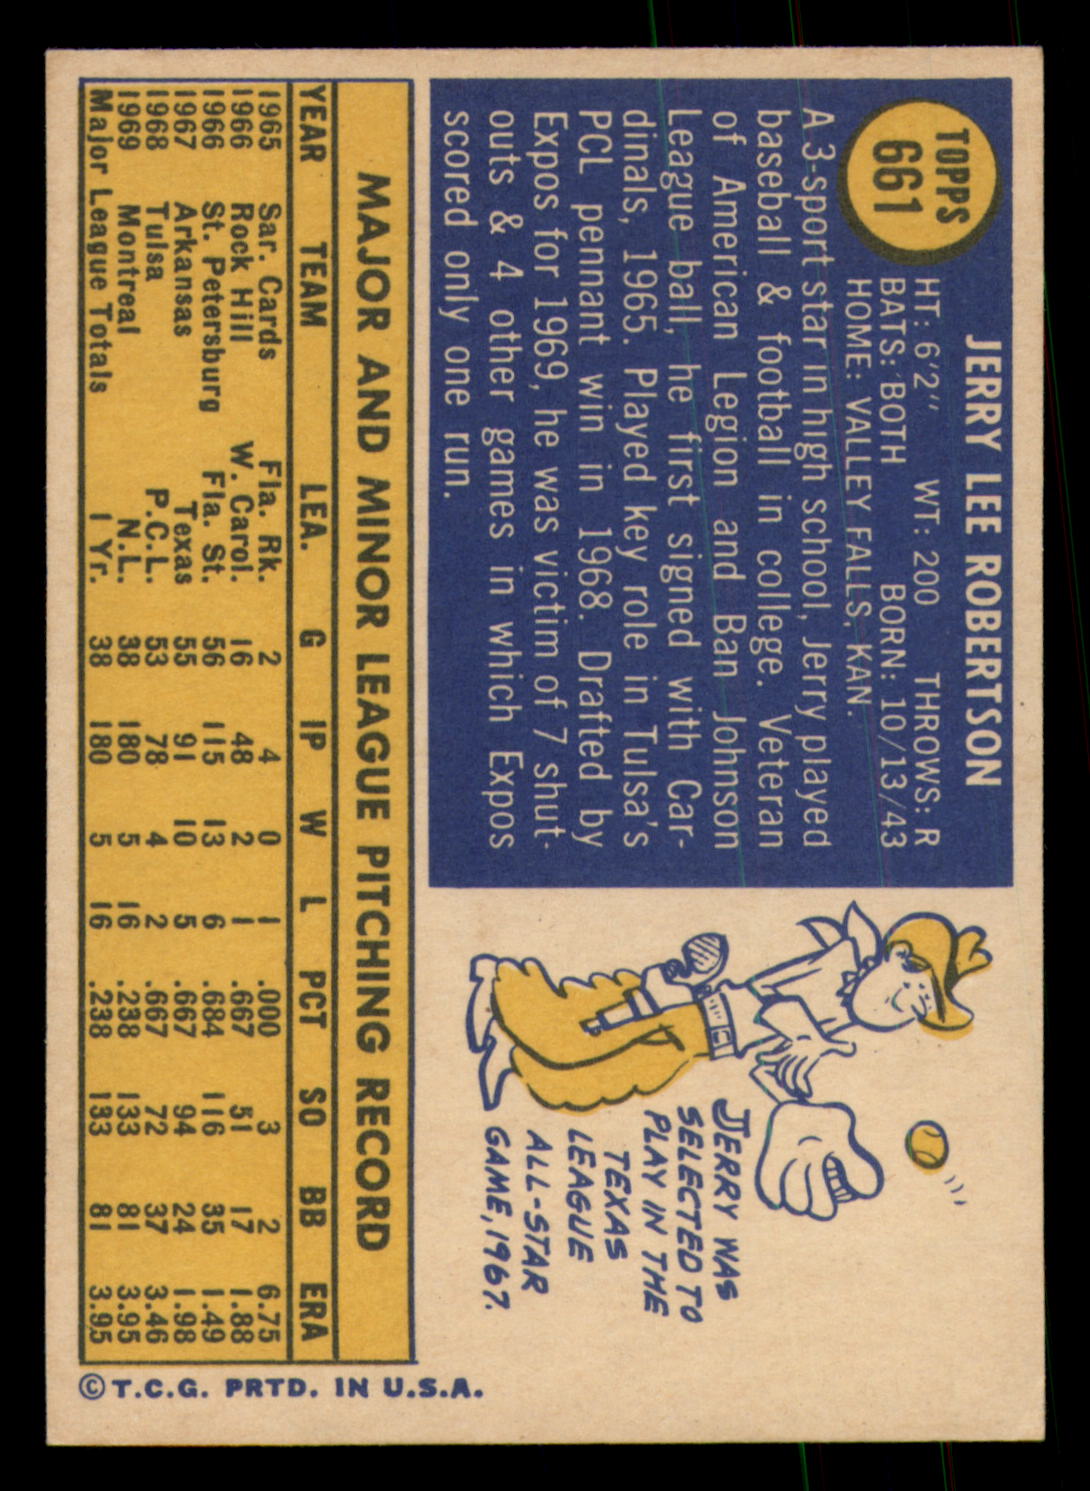 TOPPS
661
JERRY LEE ROBERTSON
HT: 6'2" WT: 200 THROWS: R
BATS: BOTH BORN: 10/13/43
HOME: VALLEY FALLS, KAN.
A 3-sport star in high school, Jerry played
baseball & football in college. Veteran
of American Legion and Ban Johnson
League ball, he first signed with Car-
dinals, 1965. Played key role in Tulsa's
PCL pennant win in 1968. Drafted by
Expos for 1969, he was victim of 7 shut-
outs & 4 other games in which Expos
scored only one run.
JERRY WAS
SELECTED TO
PLAY IN THE
TEXAS
LEAGUE
ALL-STAR
GAME, 1967.
MAJOR AND MINOR LEAGUE PITCHING RECORD
YEAR TEAM LEA. G IP W L PCT SO BB ERA
1965 Sar. Cards Fla. Rk. 2 4 0 1 .000 3 2 6.75
1966 Rock Hill W. Carol. 16 48 2 1 .667 51 17 1.88
1966 St. Petersburg Fla. St. 56 115 13 6 .684 116 35 1.49
1967 Arkansas Texas 55 91 10 5 .667 94 24 1.98
1968 Tulsa P.C.L. 53 78 4 2 .667 72 37 3.46
1969 Montreal N.L. 38 180 5 16 .238 133 81 3.95
Major League Totals 1 Yr. 38 180 5 16 .238 133 81 3.95
© T.C.G. PRTD. IN U.S.A.